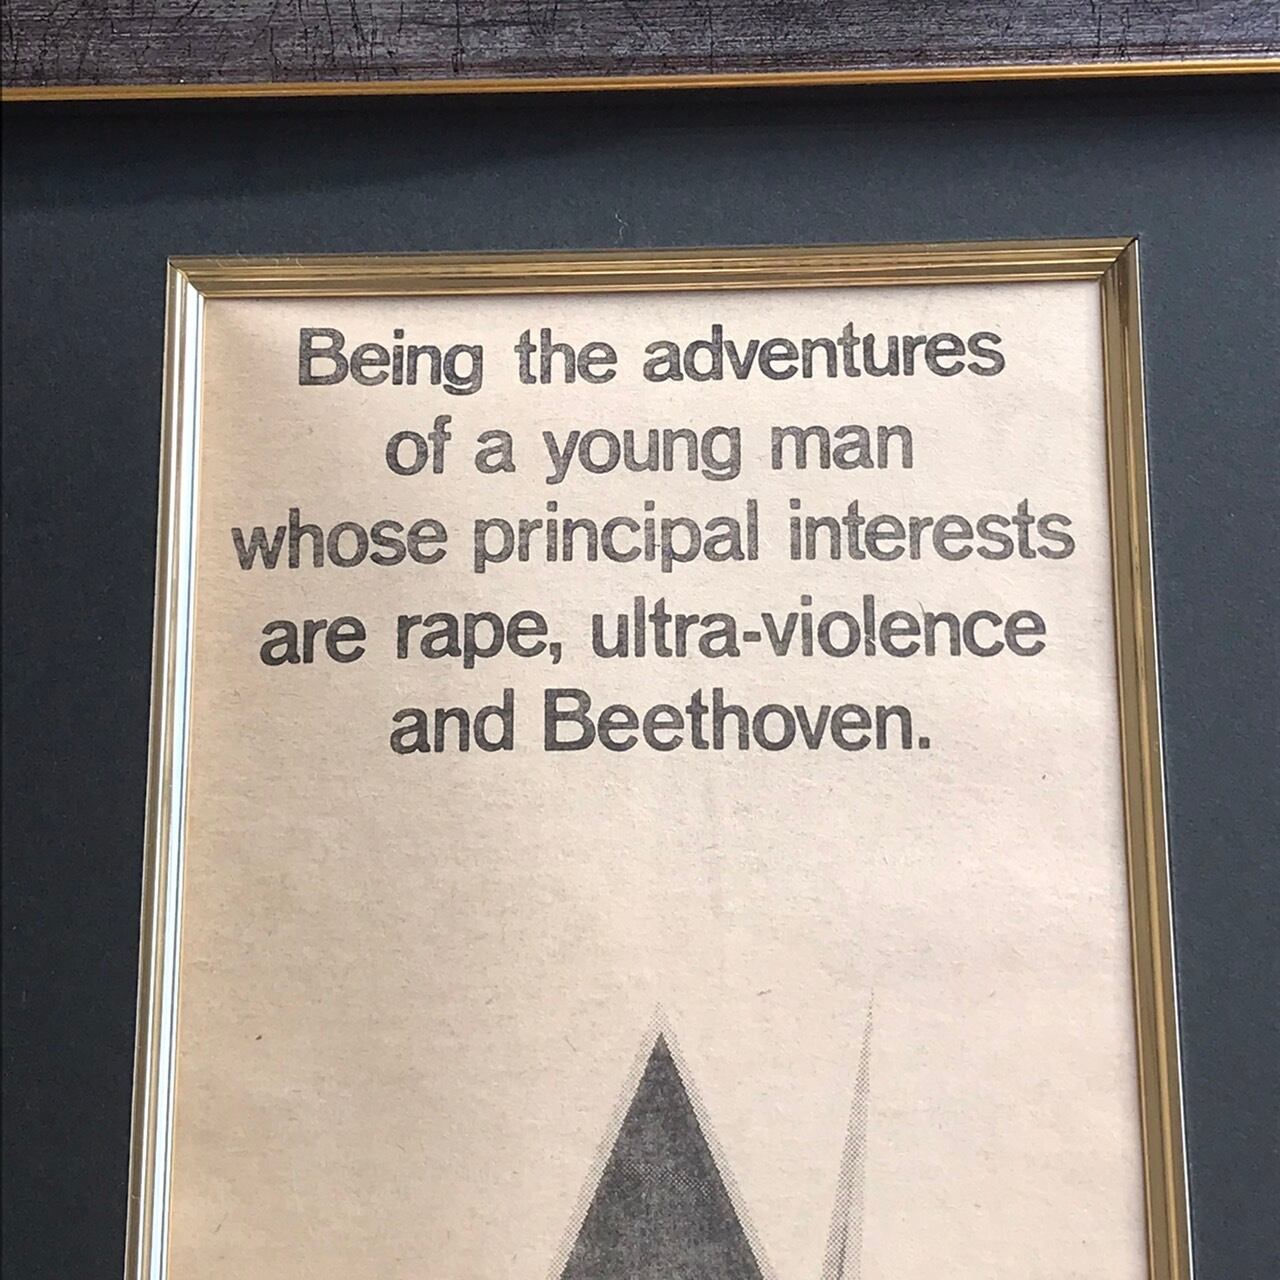 Being the adventures
of a young man
whose principal interests
are rape, ultra-violence
and Beethoven.